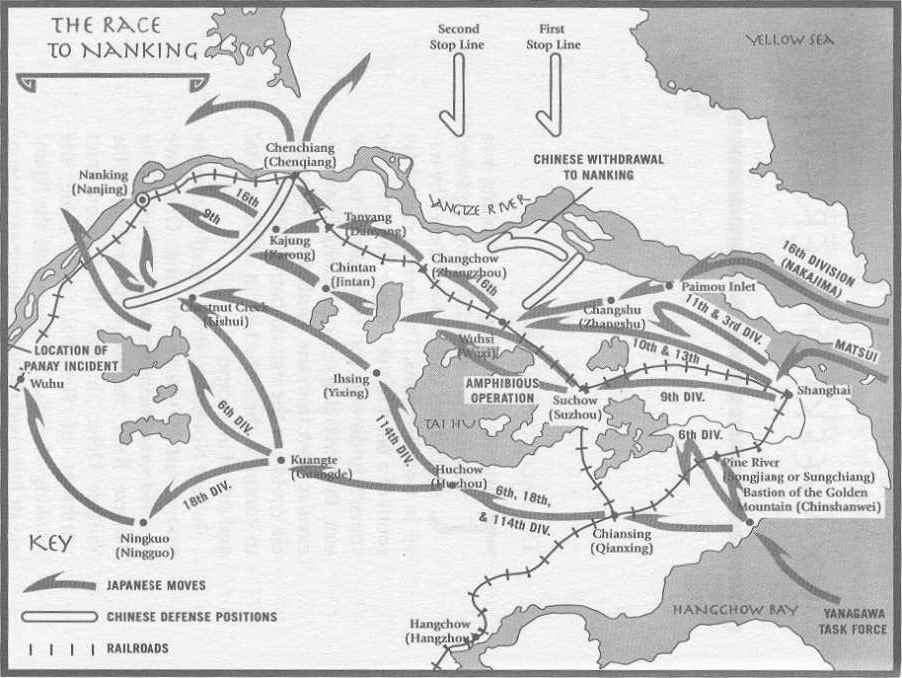 THE RACE
TO NANKING
Second
Stop Line
First
Stop Line
YELLOW SEA
Chenchiang
(Chenqiang)
CHINESE WITHDRAWAL
TO NANKING
Nanking
(Nanjing)
16th
9th
YANGTZE RIVER
Tanyang
(Danyang)
Kajung
(Karong)
Changchow
(Zhangzhou)
16th
Chintan
(Jintan)
16th DIVISION
(NAKAJIMA)
Paimou Inlet
Chestnut Creek
(Lishui)
Changshu
(Zhangshu)
11th & 3rd DIV.
Wuhsi
(Wuxi)
10th & 13th
MATSUI
LOCATION OF
PANAY INCIDENT
Wuhu
Ihsing
(Yixing)
AMPHIBIOUS
OPERATION
Suchow
(Suzhou)
9th DIV.
Shanghai
6th DIV.
114th DIV.
TAI HU
6th DIV.
Kuangte
(Guangde)
Huchow
(Huzhou)
Pine River
(Songjiang or Sungchiang)
Bastion of the Golden
Mountain (Chinshanwei)
18th DIV.
6th, 18th,
& 114th DIV.
Ningkuo
(Ningguo)
Chiansing
(Qianxing)
KEY
JAPANESE MOVES
CHINESE DEFENSE POSITIONS
RAILROADS
Hangchow
(Hangzhou)
HANGCHOW BAY
YANAGAWA
TASK FORCE